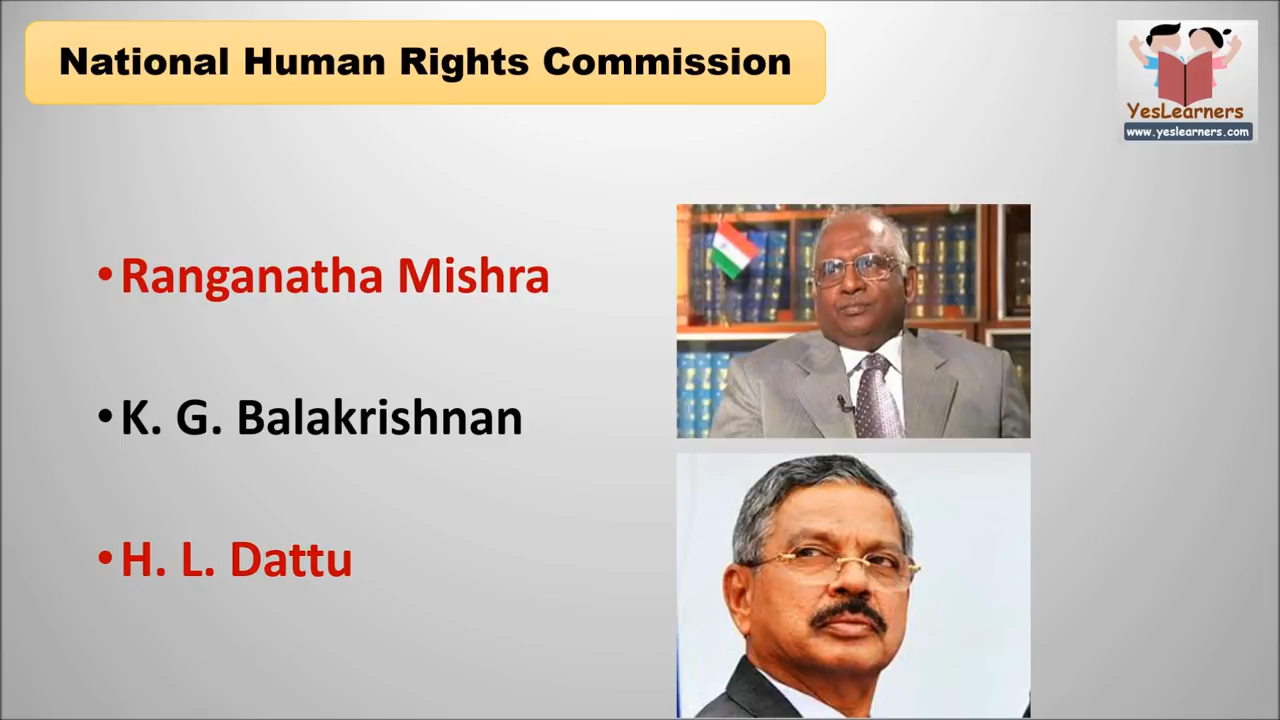 National Human Rights Commission
YesLearners
www.yeslearners.com
•Ranganatha Mishra
•K. G. Balakrishnan
•H. L. Dattu